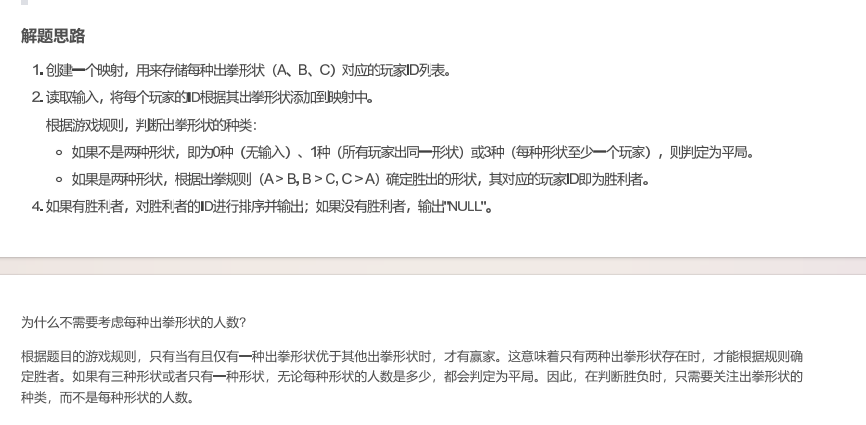 解题思路
1. 创建一个映射，用来存储每种出拳形状（A、B、C）对应的玩家ID列表。
2. 读取输入，将每个玩家的ID根据其出拳形状添加到映射中。
根据游戏规则，判断出拳形状的种类：
如果不是两种形状，即为0种（无输入）、1种（所有玩家出同一形状）或3种（每种形状至少一个玩家），则判定为平局。
如果是两种形状，根据出拳规则（A > B, B > C, C > A）确定胜出的形状，其对应的玩家ID即为胜利者。
4. 如果有胜利者，对胜利者的ID进行排序并输出；如果没有胜利者，输出"NULL"。
为什么不需要考虑每种出拳形状的人数？
根据题目的游戏规则，只有当有且仅有一种出拳形状优于其他出拳形状时，才有赢家。这意味着只有两种出拳形状存在时，才能根据规则确
定胜者。如果有三种形状或者只有一种形状，无论每种形状的人数是多少，都会判定为平局。因此，在判断胜负时，只需要关注出拳形状的
种类，而不是每种形状的人数。